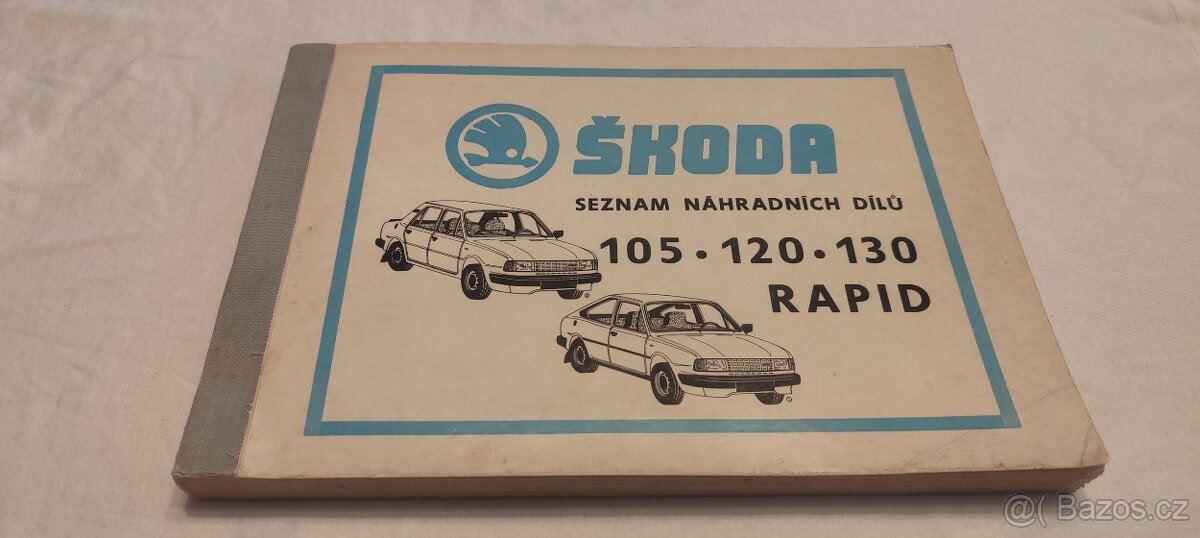 ŠKODA
SEZNAM NÁHRADNÍCH DÍLŮ
105 • 120 • 130
RAPID
@( Bazos.cz